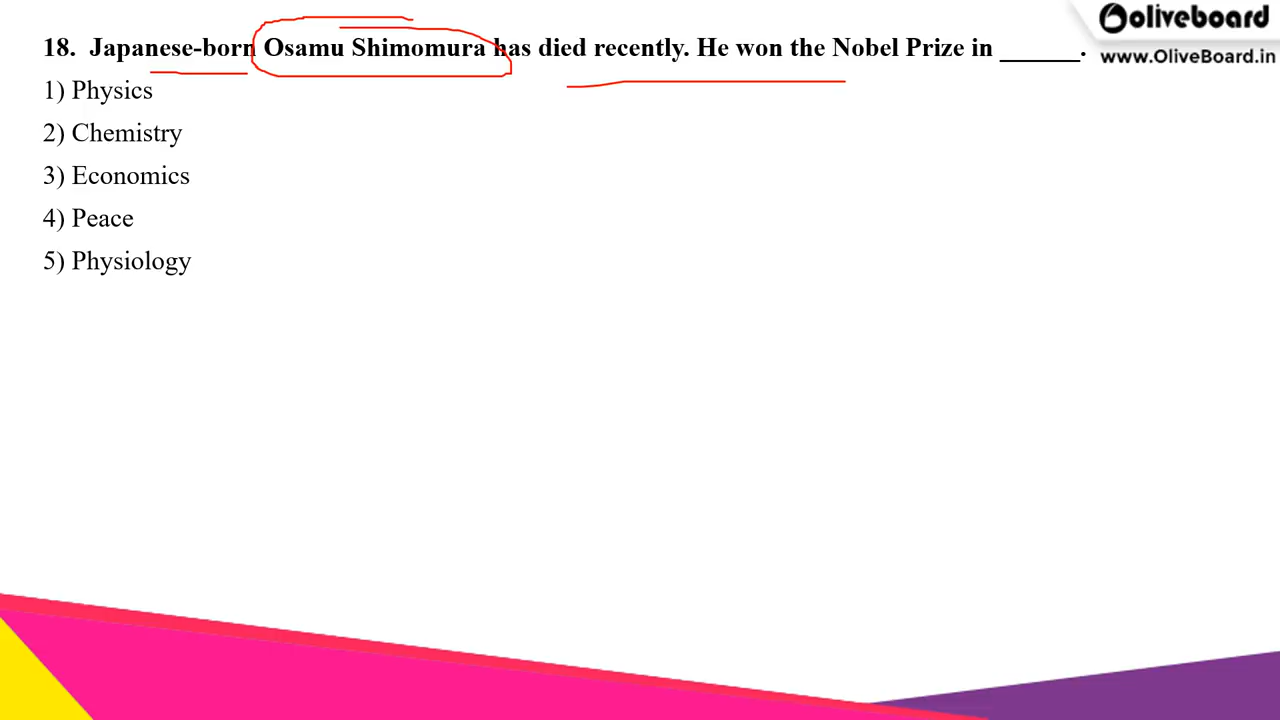 oliveboard
www.OliveBoard.in
18. Japanese-born Osamu Shimomura has died recently. He won the Nobel Prize in ______.
1) Physics
2) Chemistry
3) Economics
4) Peace
5) Physiology